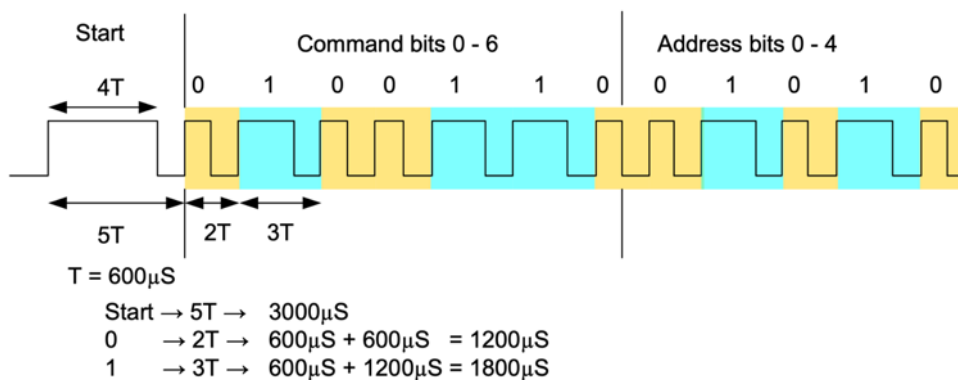 Start
Command bits 0 - 6
Address bits 0 - 4
4T
0 1 0 0 1 1 0 0 1 0 1 0
5T
2T
3T
T = 600μS
Start → 5T → 3000μS
0 → 2T → 600μS + 600μS = 1200μS
1 → 3T → 600μS + 1200μS = 1800μS